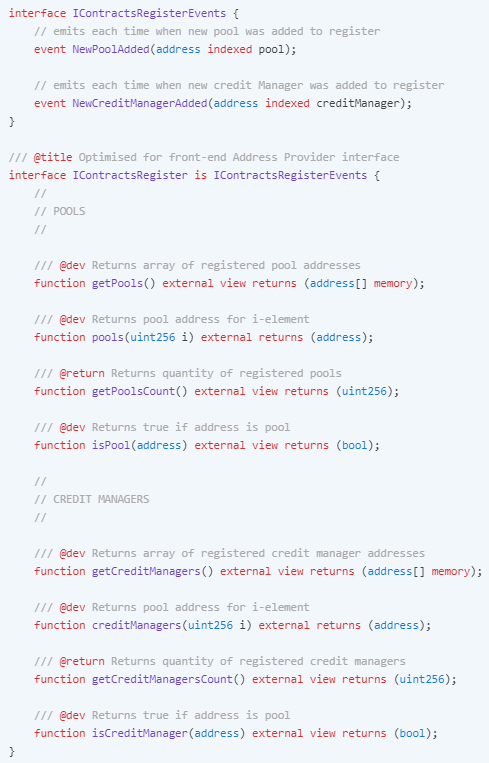 interface IContractsRegisterEvents {
// emits each time when new pool was added to register
event NewPoolAdded(address indexed pool);
// emits each time when new credit Manager was added to register
event NewCreditManagerAdded(address indexed creditManager);
}
/// @title Optimised for front-end Address Provider interface
interface IContractsRegister is IContractsRegisterEvents {
//
// POOLS
//
/// @dev Returns array of registered pool addresses
function getPools() external view returns (address[] memory);
/// @dev Returns pool address for i-element
function pools(uint256 i) external returns (address);
/// @return Returns quantity of registered pools
function getPoolsCount() external view returns (uint256);
/// @dev Returns true if address is pool
function isPool(address) external view returns (bool);
//
// CREDIT MANAGERS
//
/// @dev Returns array of registered credit manager addresses
function getCreditManagers() external view returns (address[] memory);
/// @dev Returns pool address for i-element
function creditManagers(uint256 i) external returns (address);
/// @return Returns quantity of registered credit managers
function getCreditManagersCount() external view returns (uint256);
/// @dev Returns true if address is pool
function isCreditManager(address) external view returns (bool);
}